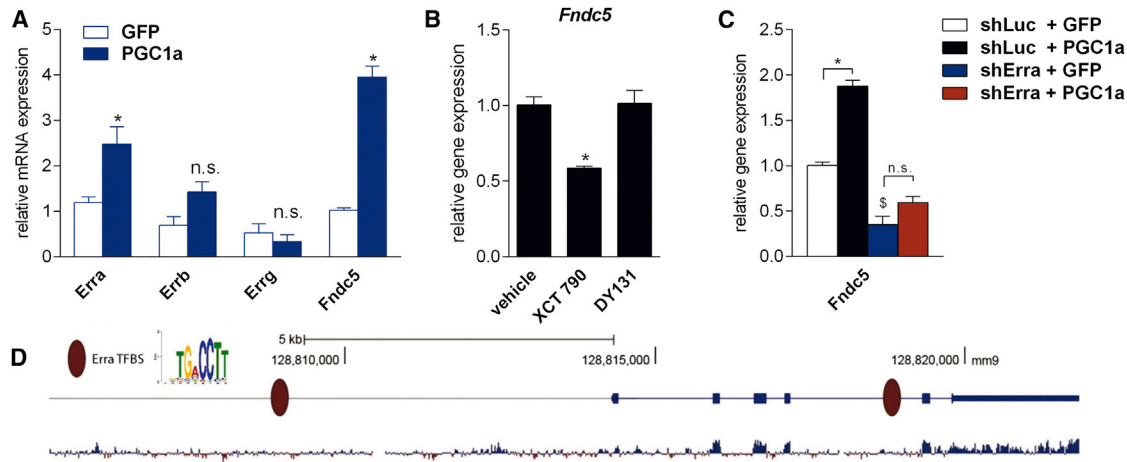 A
GFP
PGC1a
relative mRNA expression
5
4
3
2
1
0
*
n.s.
n.s.
*
Erra
Errb
Errg
Fndc5
B
Fndc5
relative gene expression
1.5
1.0
0.5
0.0
*
vehicle
XCT 790
DY131
C
shLuc + GFP
shLuc + PGC1a
shErra + GFP
shErra + PGC1a
relative gene expression
2.5
2.0
1.5
1.0
0.5
0.0
*
n.s.
$
Fndc5
D
Erra TFBS
TGACCTT
5 kb
128,810,000
128,815,000
128,820,000
mm9